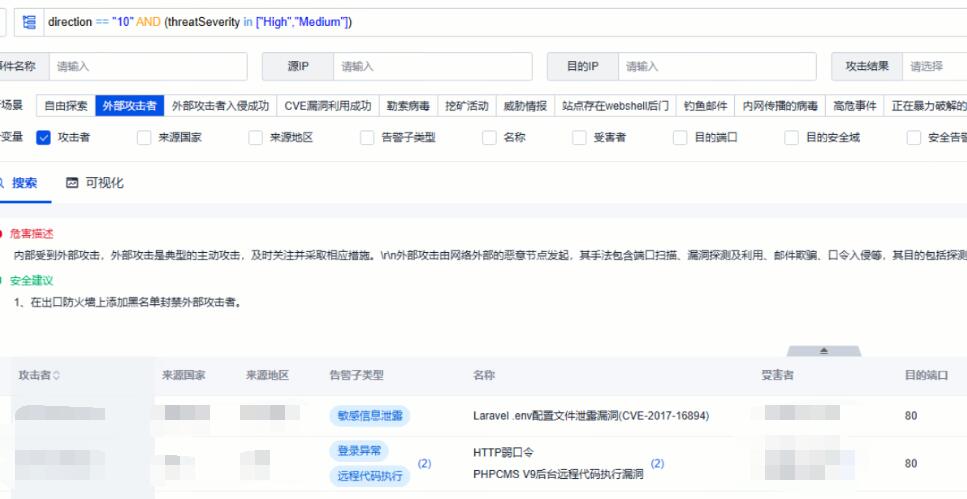 direction == "10" AND (threatSeverity in ["High","Medium"])
事件名称 请输入 源IP 请输入 目的IP 请输入 攻击结果 请选择
场景 自由探索 外部攻击者 外部攻击者入侵成功 CVE漏洞利用成功 勒索病毒 挖矿活动 威胁情报 站点存在webshell后门 钓鱼邮件 内网传播的病毒 高危事件 正在暴力破解的
变量 攻击者 来源国家 来源地区 告警子类型 名称 受害者 目的端口 目的安全域 安全告警
搜索 可视化
危害描述
内部受到外部攻击，外部攻击是典型的主动攻击，及时关注并采取相应措施。\r\n外部攻击由网络外部的恶意节点发起，其手法包含端口扫描、漏洞探测及利用、邮件欺骗、口令入侵等，其目的包括探测
安全建议
1、在出口防火墙上添加黑名单封禁外部攻击者。
攻击者 来源国家 来源地区 告警子类型 名称 受害者 目的端口
敏感信息泄露 Laravel .env配置文件泄露漏洞(CVE-2017-16894) 80
登录异常 HTTP弱口令
(2) (2) 80
远程代码执行 PHPCMS V9后台远程代码执行漏洞